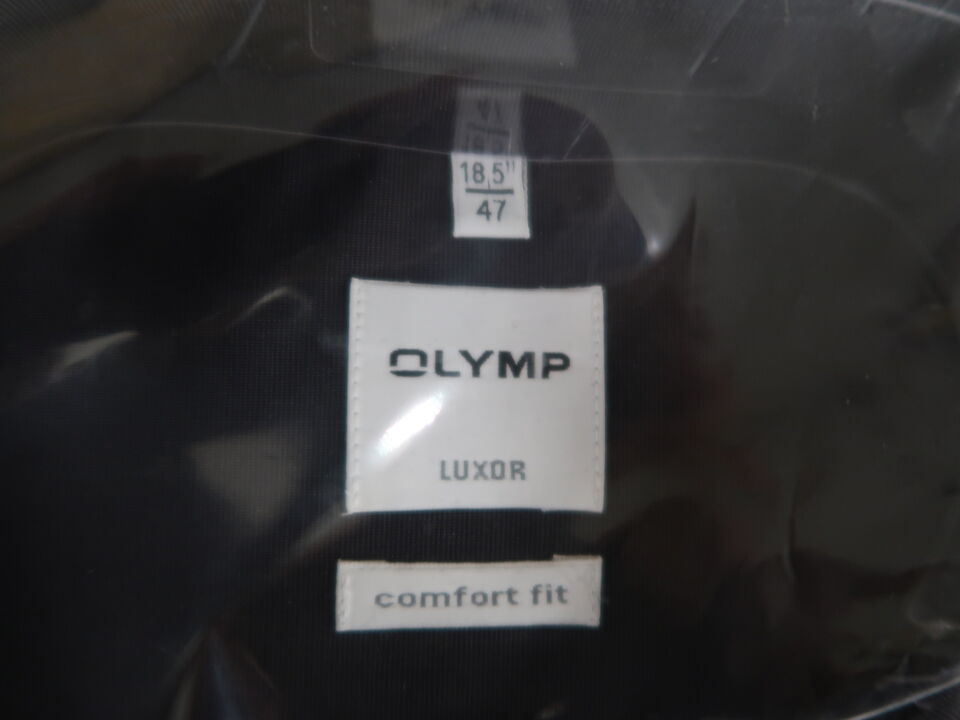 18,5"
47
OLYMP
LUXOR
comfort fit